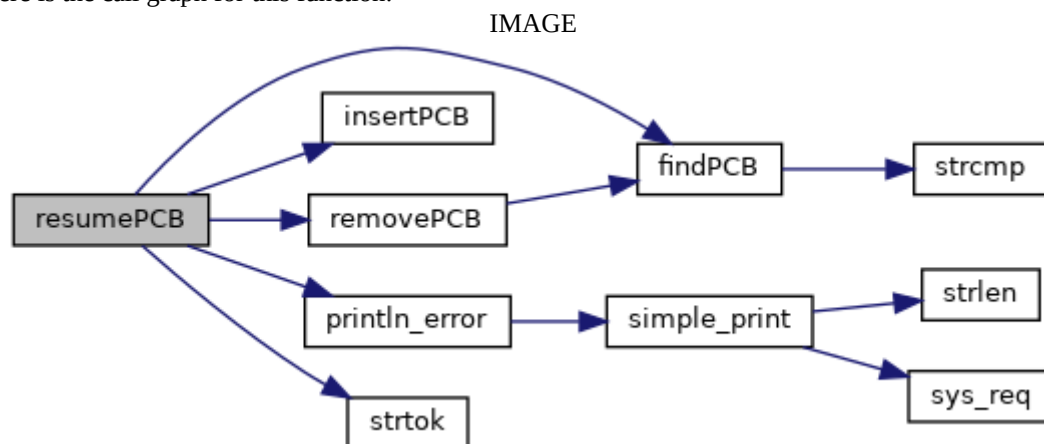 ere is the call graph for this function:
IMAGE
insertPCB
findPCB
strcmp
resumePCB
removePCB
println_error
simple_print
strlen
sys_req
strtok